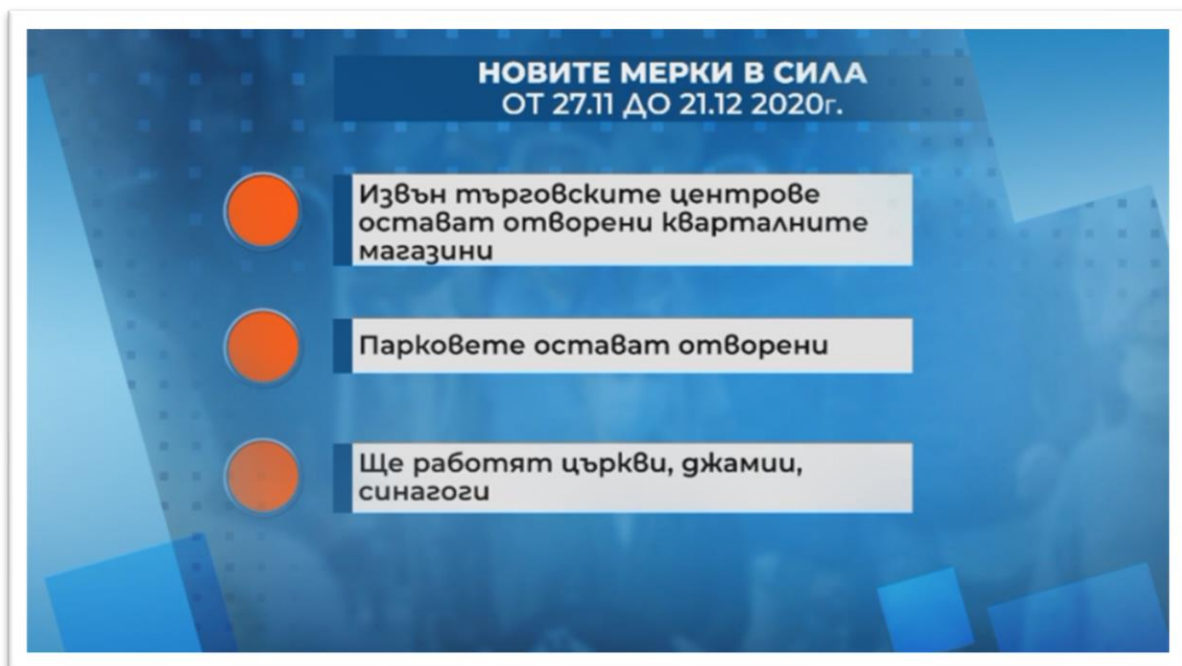 НОВИТЕ МЕРКИ В СИЛА
ОТ 27.11 ДО 21.12 2020г.
Извън търговските центрове
остават отворени кварталните
магазини
Парковете остават отворени
Ще работят църкви, джамии,
синагоги